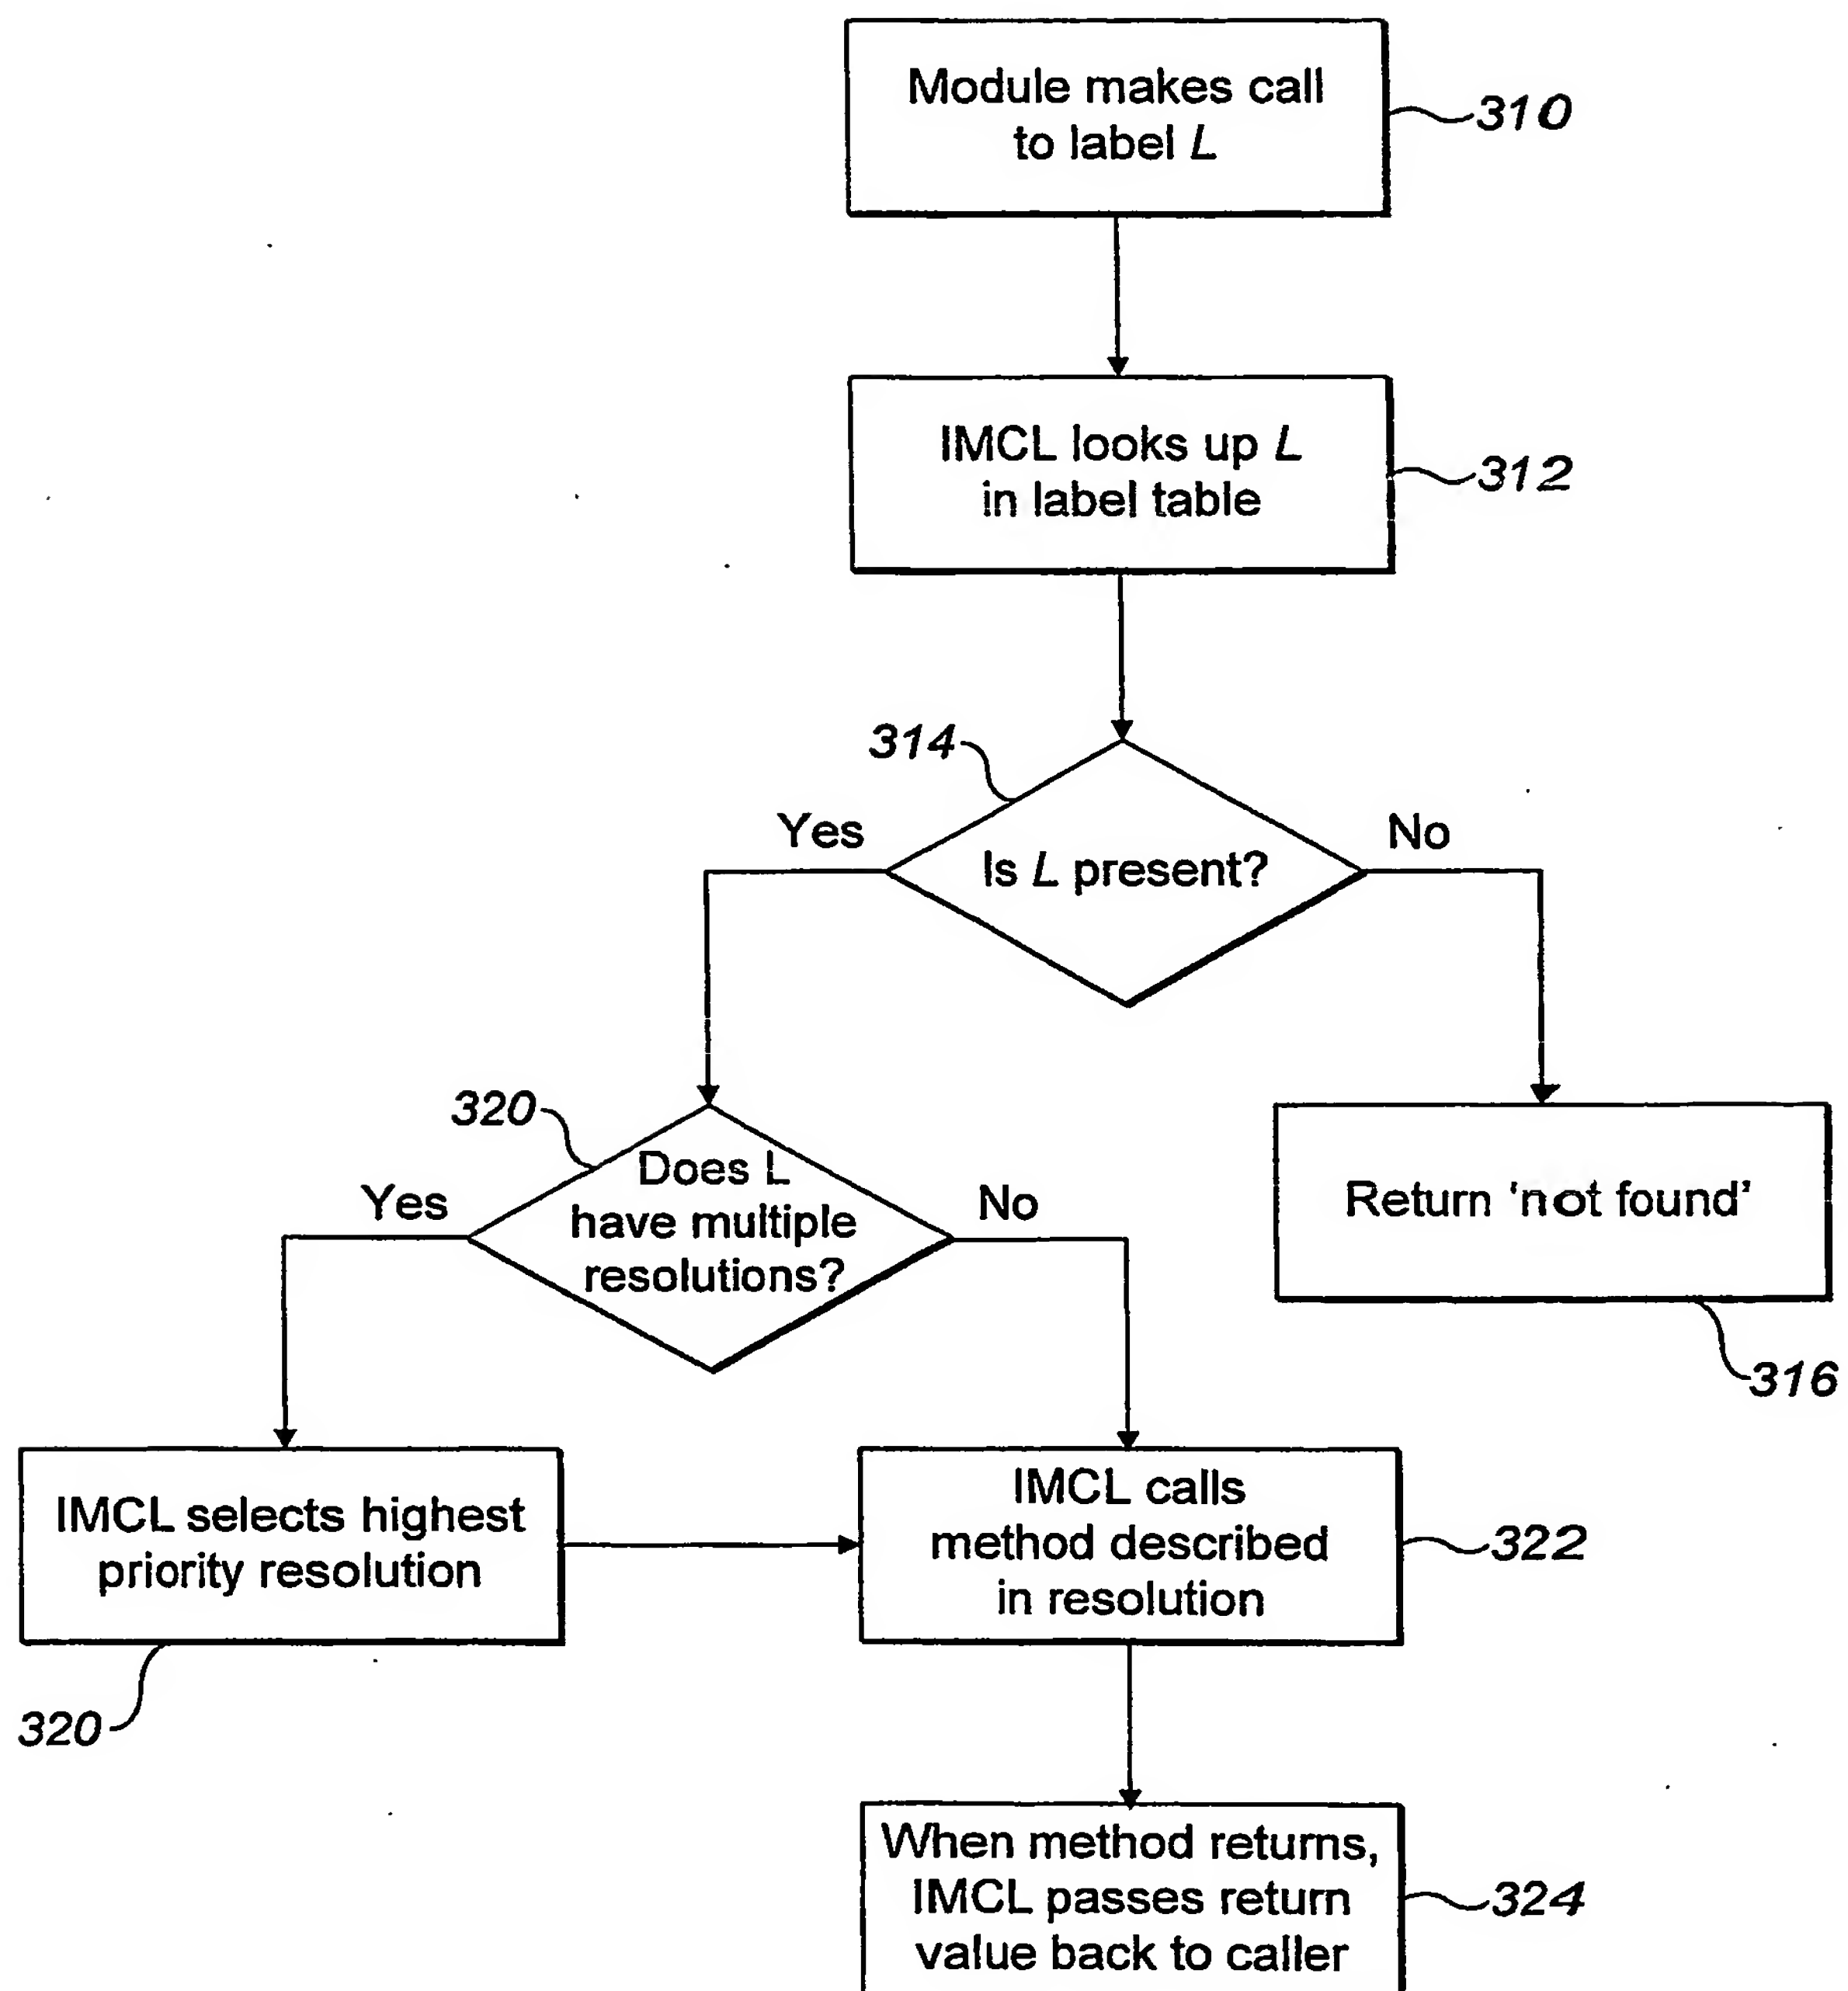 Module makes call
to label L
310
IMCL looks up L
in label table
312
314
Yes
No
Is L present?
320
Does L
have multiple
resolutions?
Yes
No
Return 'not found'
316
IMCL selects highest
priority resolution
320
IMCL calls
method described
in resolution
322
When method returns,
IMCL passes return
value back to caller
324